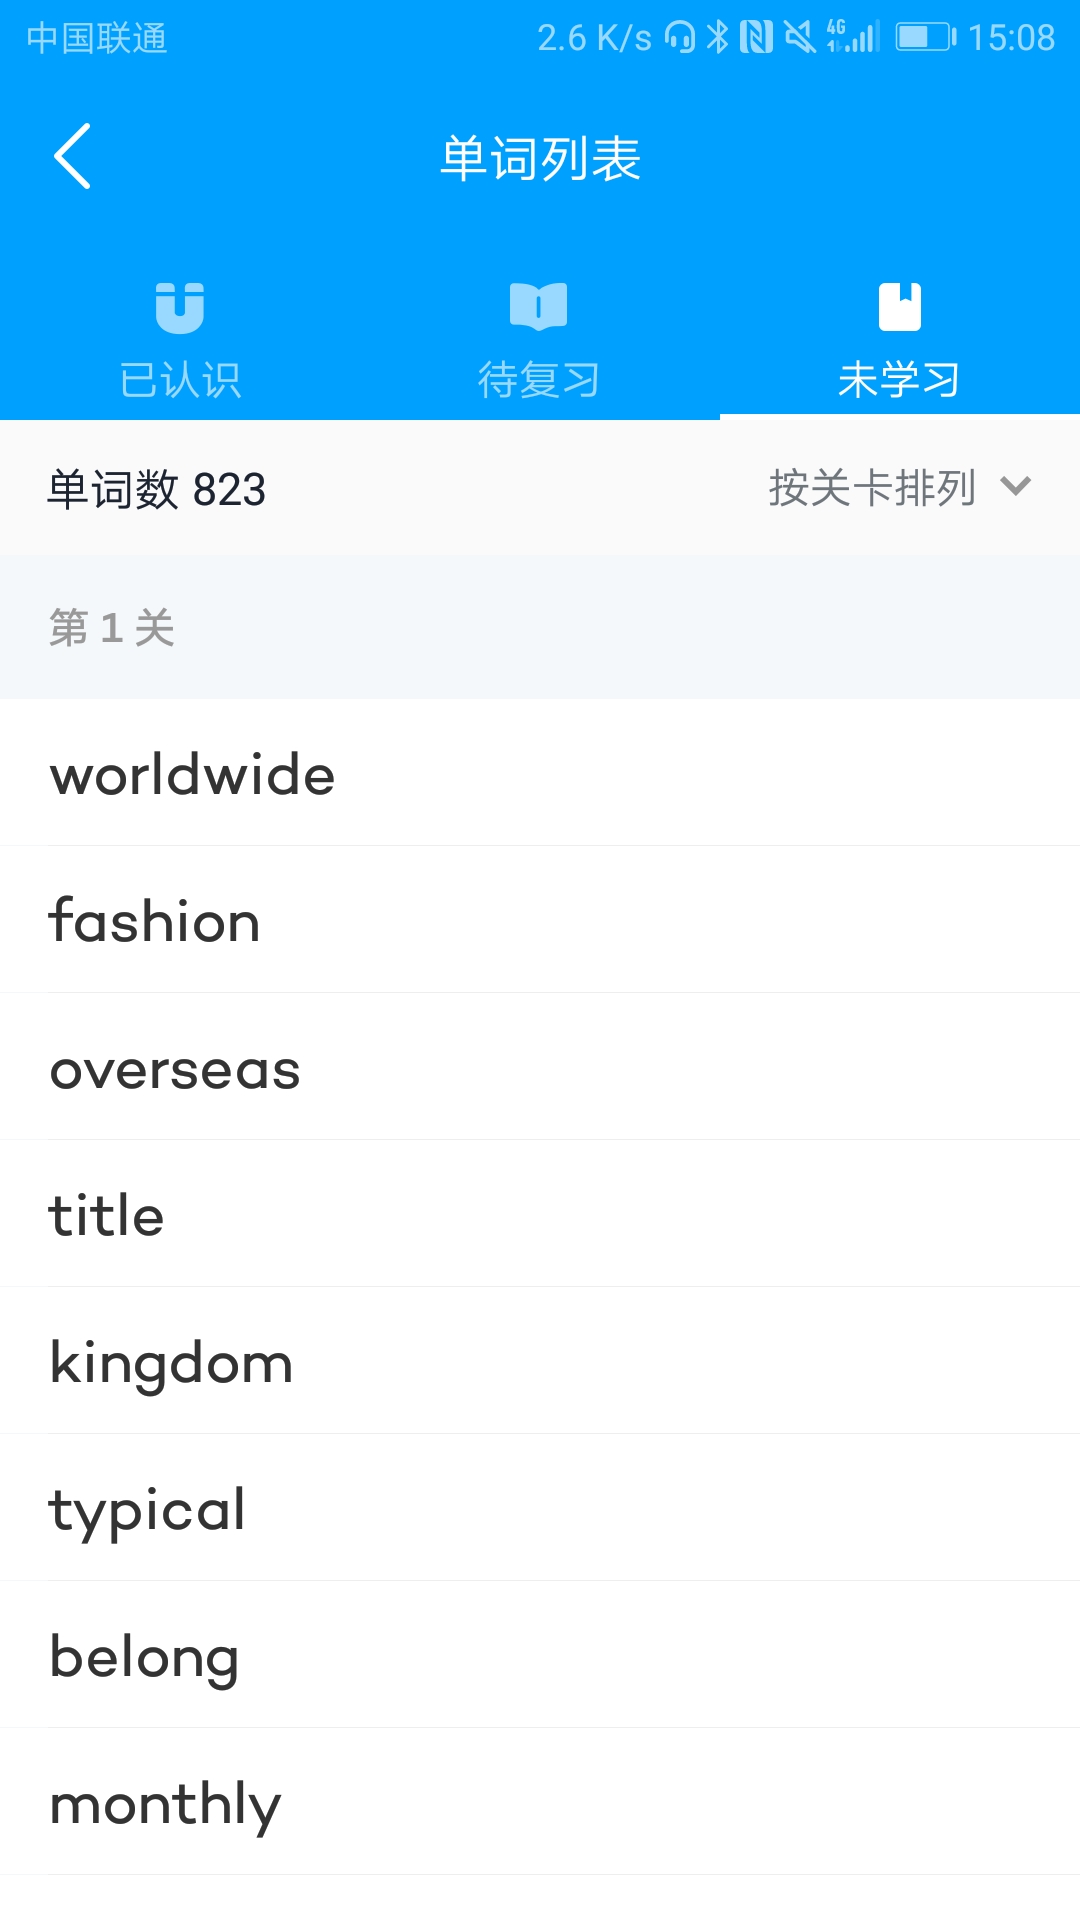 中国联通 2.6 K/s 4G 15:08
单词列表
已认识 待复习 未学习
单词数 823 按关卡排列
第 1 关
worldwide
fashion
overseas
title
kingdom
typical
belong
monthly